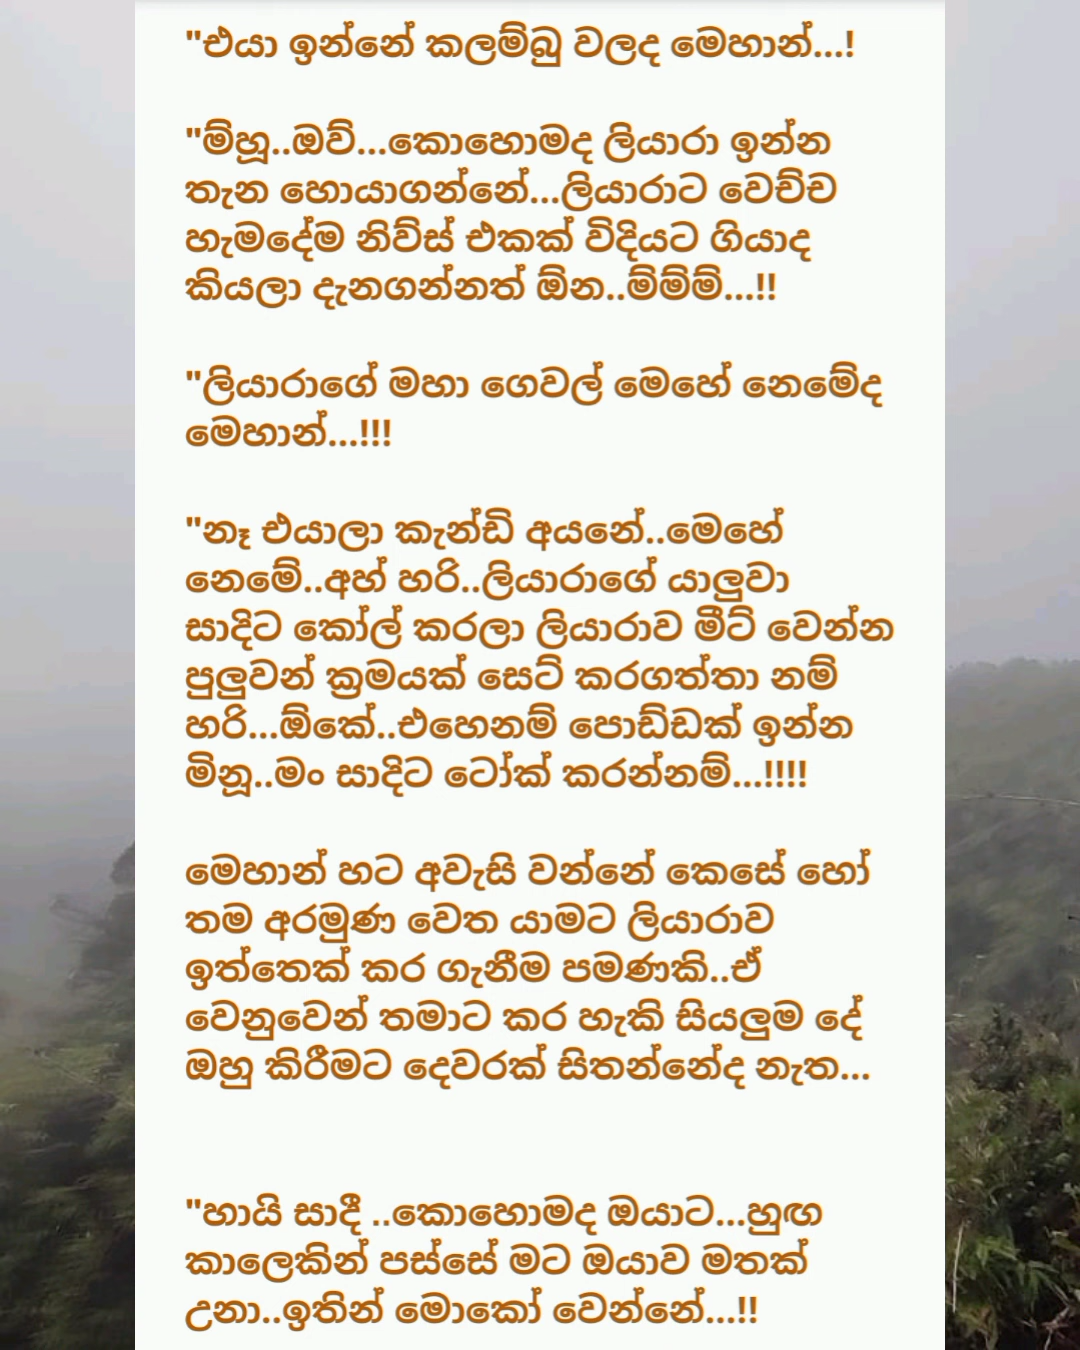 "එයා ඉන්නේ කලම්බු වලද මෙහාන්...!
"ම්හූ..ඔව්...කොහොමද ලියාරා ඉන්න
තැන හොයාගන්නේ...ලියාරාට වෙච්ච
හැමදේම නිව්ස් එකක් විදියට ගියාද
කියලා දැනගන්නත් ඕන..ම්ම්ම්...!!
"ලියාරාගේ මහා ගෙවල් මෙහේ නෙමේද
මෙහාන්...!!!
"නෑ එයාලා කැන්ඩි අයනේ..මෙහේ
නෙමේ..අහ් හරි..ලියාරාගේ යාලුවා
සාදිට කෝල් කරලා ලියාරාව මීට් වෙන්න
පුලුවන් ක්‍රමයක් සෙට් කරගත්තා නම්
හරි...ඕකේ..එහෙනම් පොඩ්ඩක් ඉන්න
මිනූ..මං සාදිට ටෝක් කරන්නම්...!!!!
මෙහාන් හට අවැසි වන්නේ කෙසේ හෝ
තම අරමුණ වෙත යාමට ලියාරාව
ඉත්තෙක් කර ගැනීම පමණකි..ඒ
වෙනුවෙන් තමාට කර හැකි සියලුම දේ
ඔහු කිරීමට දෙවරක් සිතන්නේද නැත...
"හායි සාදී ..කොහොමද ඔයාට...හුඟ
කාලෙකින් පස්සේ මට ඔයාව මතක්
උනා..ඉතින් මොකෝ වෙන්නේ...!!